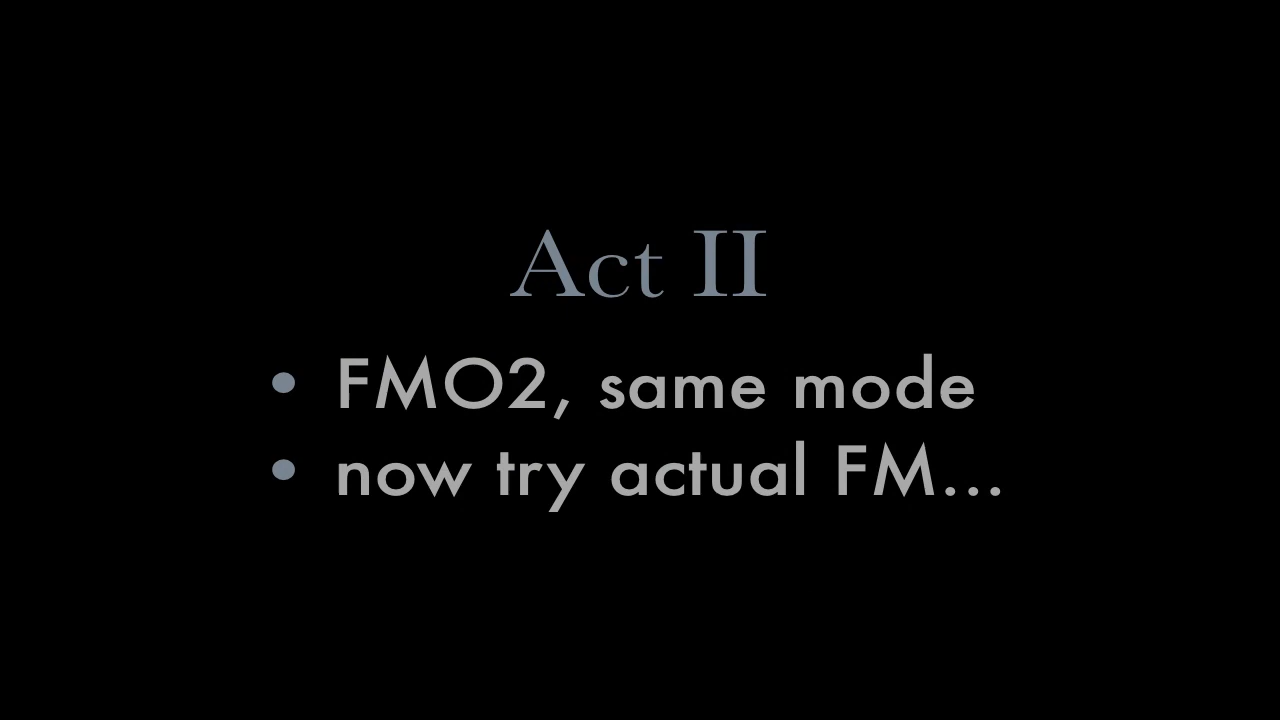 Act II
• FMO2, same mode
• now try actual FM...